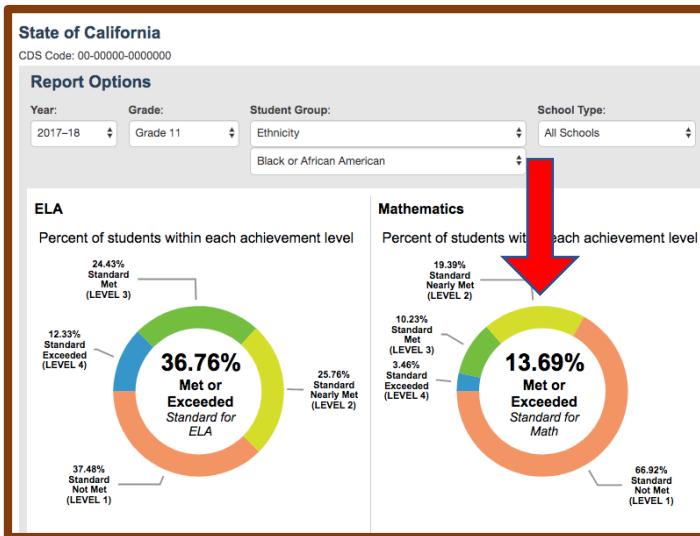 State of California
CDS Code: 00-00000-0000000
Report Options
Year:
Grade:
Student Group:
School Type:
2017–18
Grade 11
Ethnicity
All Schools
Black or African American
ELA
Percent of students within each achievement level
24.43%
Standard
Met
(LEVEL 3)
12.33%
Standard
Exceeded
(LEVEL 4)
36.76%
Met or
Exceeded
Standard for
ELA
25.76%
Standard
Nearly Met
(LEVEL 2)
37.48%
Standard
Not Met
(LEVEL 1)
Mathematics
Percent of students each achievement level
19.39%
Standard
Nearly Met
(LEVEL 2)
10.23%
Standard
Met
(LEVEL 3)
3.46%
Standard
Exceeded
(LEVEL 4)
13.69%
Met or
Exceeded
Standard for
Math
66.92%
Standard
Not Met
(LEVEL 1)